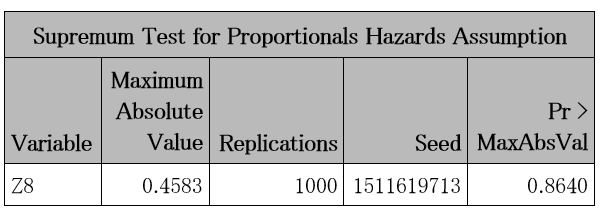 Supremum Test for Proportionals Hazards Assumption
Variable Maximum Absolute Value Replications Seed Pr > MaxAbsVal
Z8 0.4583 1000 1511619713 0.8640